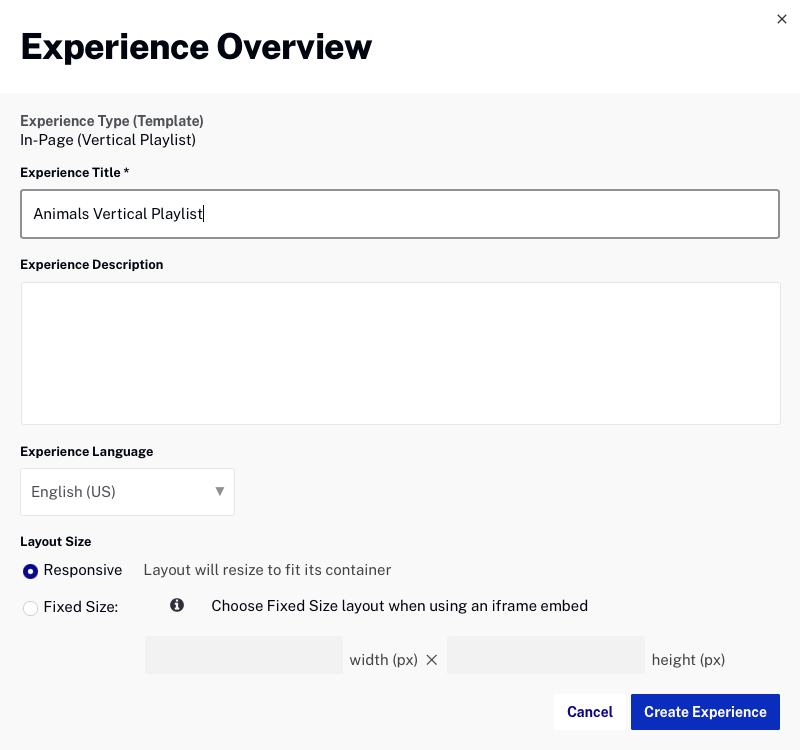 Experience Overview
Experience Type (Template)
In-Page (Vertical Playlist)
Experience Title *
Animals Vertical Playlist
Experience Description
Experience Language
English (US)
Layout Size
Responsive Layout will resize to fit its container
Fixed Size: Choose Fixed Size layout when using an iframe embed
width (px) × height (px)
Cancel Create Experience